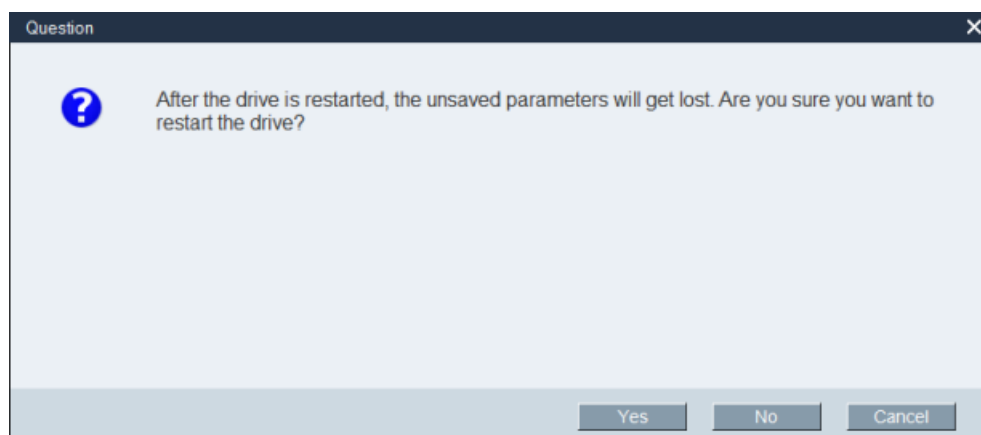 Question
After the drive is restarted, the unsaved parameters will get lost. Are you sure you want to
restart the drive?
Yes No Cancel